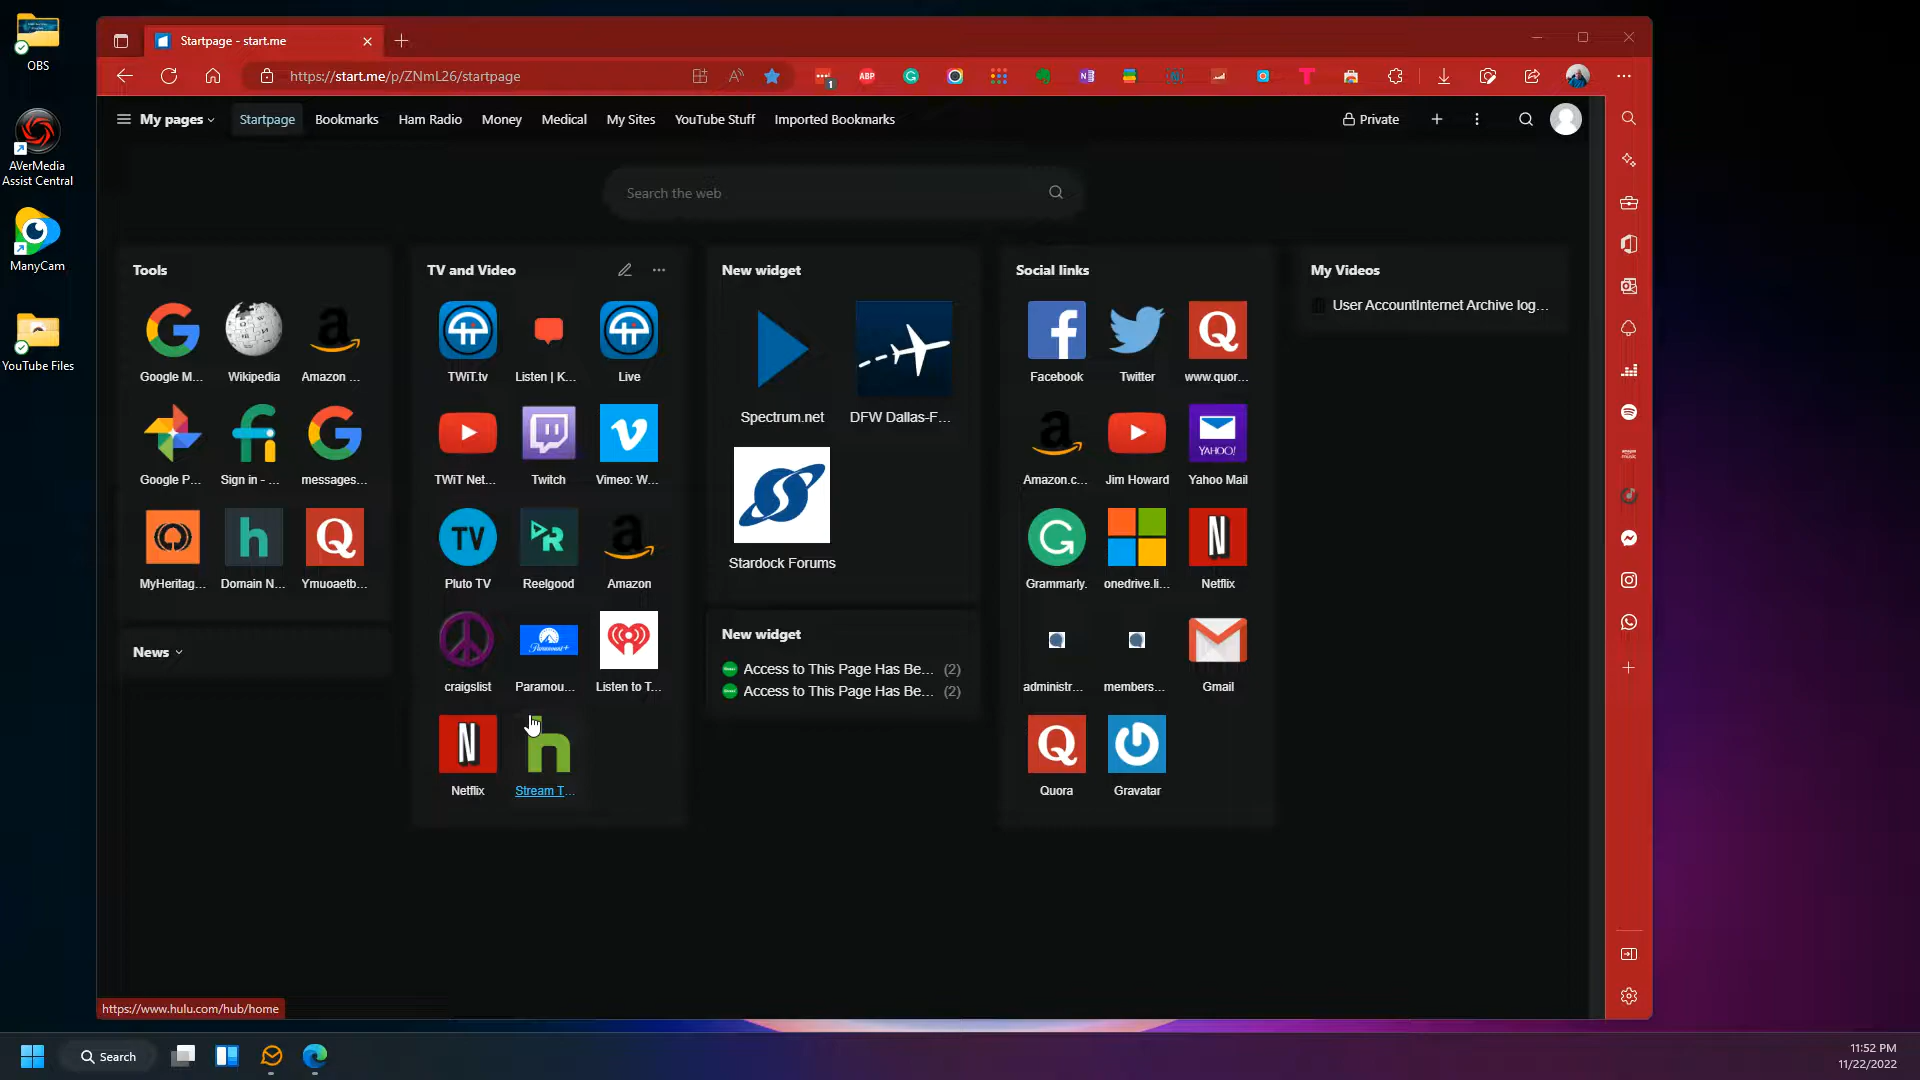 OBS
AVerMedia
Assist Central
ManyCam
YouTube Files
Startpage - start.me
https://start.me/p/ZNmL26/startpage
1
ABP
My pages
Startpage
Bookmarks
Ham Radio
Money
Medical
My Sites
YouTube Stuff
Imported Bookmarks
Private
Search the web
Tools
Google M...
Wikipedia
Amazon ...
Google P...
Sign in - ...
messages...
MyHeritag...
Domain N...
Ymuoaetb...
News
TV and Video
TWiT.tv
Listen | K...
Live
TWiT Net...
Twitch
Vimeo: W...
TV
Pluto TV
Reelgood
Amazon
craigslist
Paramount+
Paramou...
Listen to T...
Netflix
Stream T...
New widget
Spectrum.net
DFW Dallas-F...
Stardock Forums
New widget
Access to This Page Has Be... (2)
Access to This Page Has Be... (2)
Social links
Facebook
Twitter
www.quor...
YAHOO!
Amazon.c...
Jim Howard
Yahoo Mail
Grammarly.
onedrive.li...
Netflix
administr...
members...
Gmail
Quora
Gravatar
My Videos
User AccountInternet Archive log...
https://www.hulu.com/hub/home
Search
11:52 PM
11/22/2022